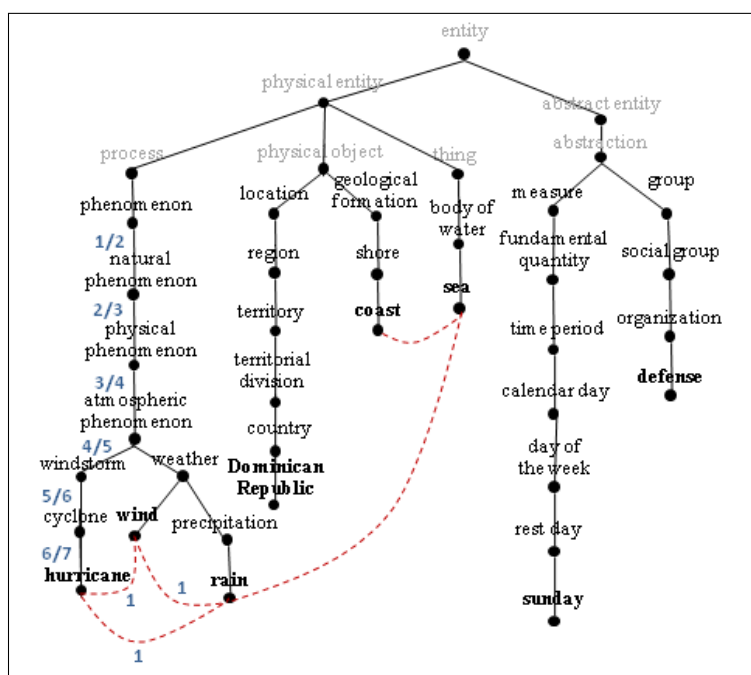 entity
physical entity
abstract entity
process
physical object
thing
abstraction
phenomenon
location
geological
formation
body of
water
measure
group
1/2
natural
phenomenon
region
shore
sea
fundamental
quantity
social group
2/3
physical
phenomenon
territory
coast
time period
organization
3/4
atmospheric
phenomenon
territorial
division
calendar day
defense
4/5
windstorm
weather
country
day of
the week
5/6
cyclone
wind
precipitation
Dominican
Republic
rest day
6/7
hurricane
1
1
rain
sunday
1